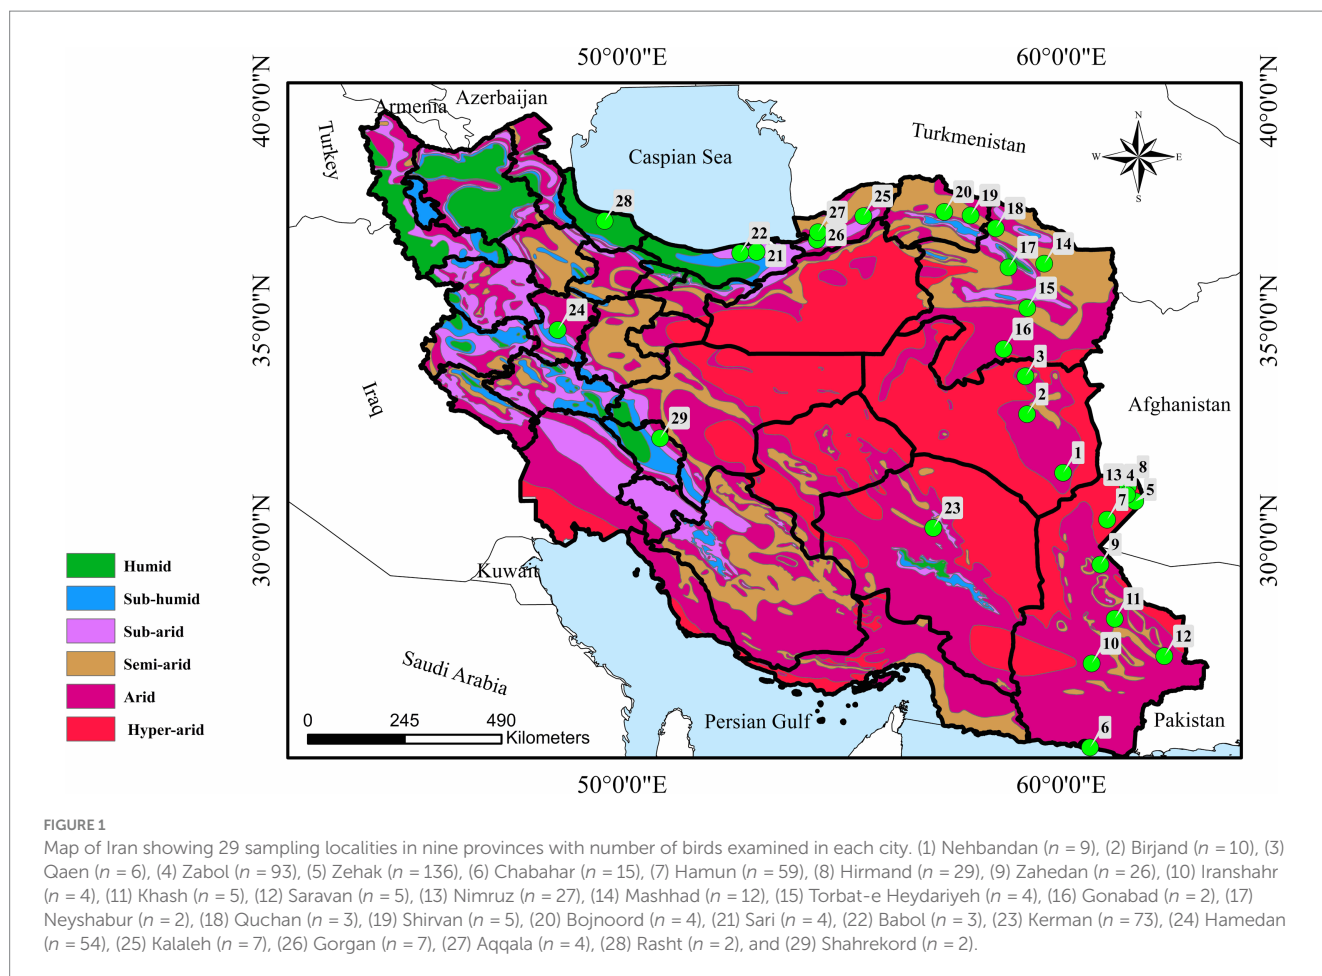 50°0'0"E
60°0'0"E
40°0'0"N
40°0'0"N
Armenia
Azerbaijan
Turkey
Caspian Sea
Turkmenistan
N
W
E
S
28
27
25
20
19
18
22
26
21
17
14
24
15
35°0'0"N
35°0'0"N
16
3
Iraq
2
Afghanistan
29
1
13
4
8
7
5
23
30°0'0"N
30°0'0"N
9
Kuwait
11
12
10
Saudi Arabia
Persian Gulf
6
Pakistan
Humid
Sub-humid
Sub-arid
Semi-arid
Arid
Hyper-arid
0 245 490
Kilometers
50°0'0"E
60°0'0"E
FIGURE 1
Map of Iran showing 29 sampling localities in nine provinces with number of birds examined in each city. (1) Nehbandan (n = 9), (2) Birjand (n = 10), (3)
Qaen (n = 6), (4) Zabol (n = 93), (5) Zehak (n = 136), (6) Chabahar (n = 15), (7) Hamun (n = 59), (8) Hirmand (n = 29), (9) Zahedan (n = 26), (10) Iranshahr
(n = 4), (11) Khash (n = 5), (12) Saravan (n = 5), (13) Nimruz (n = 27), (14) Mashhad (n = 12), (15) Torbat-e Heydariyeh (n = 4), (16) Gonabad (n = 2), (17)
Neyshabur (n = 2), (18) Quchan (n = 3), (19) Shirvan (n = 5), (20) Bojnoord (n = 4), (21) Sari (n = 4), (22) Babol (n = 3), (23) Kerman (n = 73), (24) Hamedan
(n = 54), (25) Kalaleh (n = 7), (26) Gorgan (n = 7), (27) Aqqala (n = 4), (28) Rasht (n = 2), and (29) Shahrekord (n = 2).